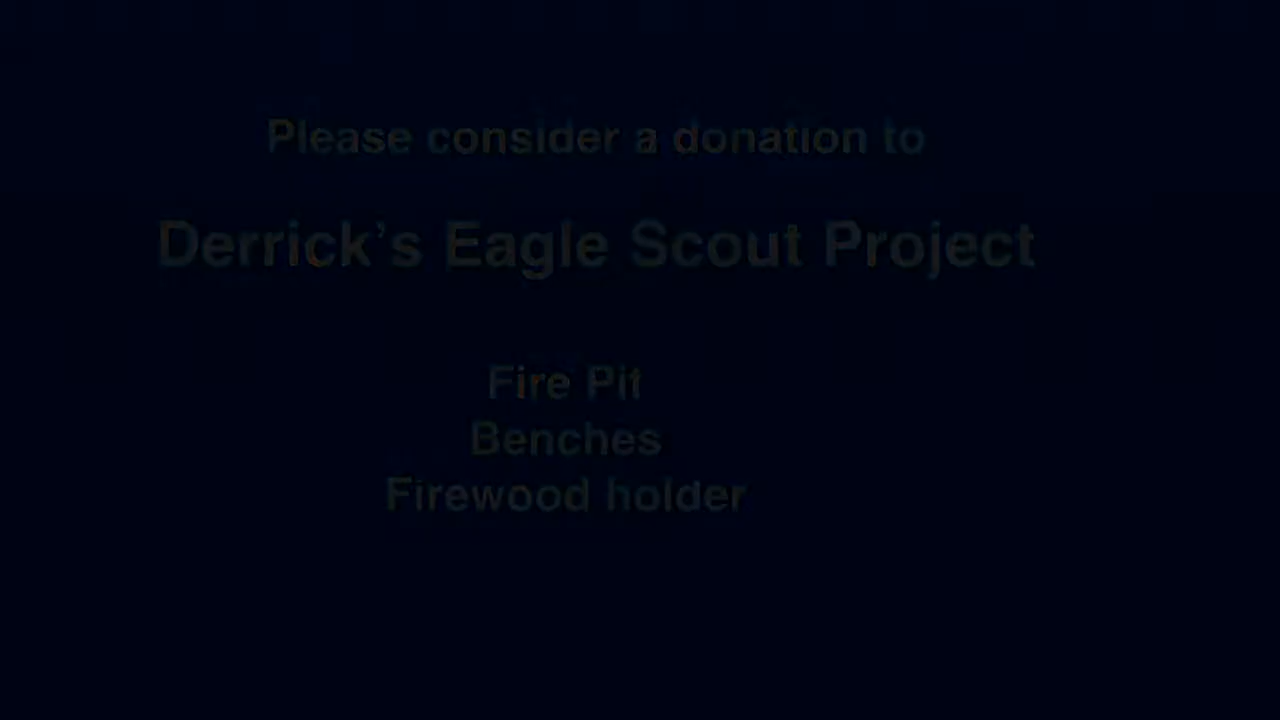 Please consider a donation to
Derrick's Eagle Scout Project
Fire Pit
Benches
Firewood holder